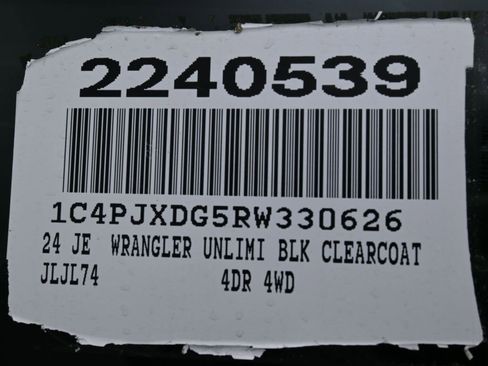 2240539
1C4PJXDG5RW330626
24 JE WRANGLER UNLIMI BLK CLEARCOAT
JLJL74 4DR 4WD